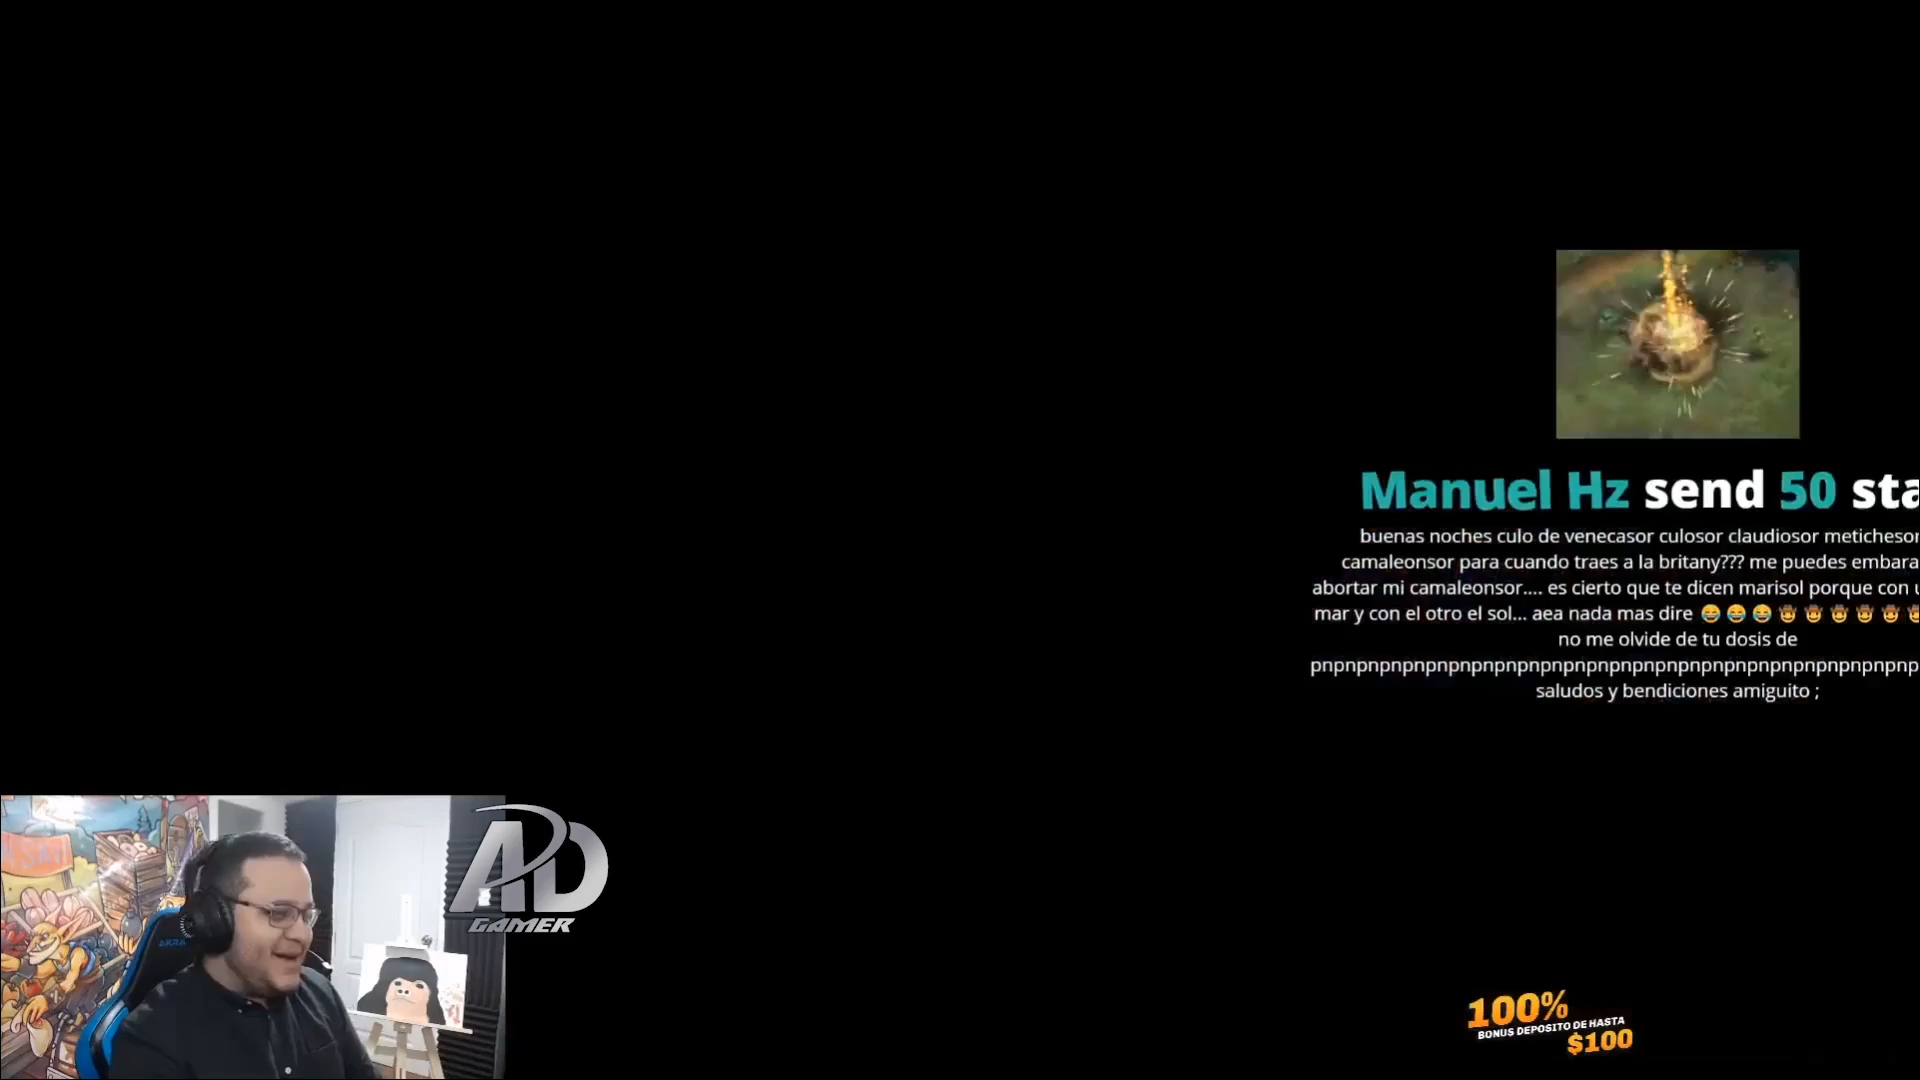 Manuel Hz send 50 sta
buenas noches culo de venecasor culosor claudiosor metichesor
camaleonsor para cuando traes a la britany??? me puedes embara
abortar mi camaleonsor.... es cierto que te dicen marisol porque con u
mar y con el otro el sol... aea nada mas dire 😂😂😂🤠🤠🤠🤠🤠🤠
no me olvide de tu dosis de
pnpnpnpnpnpnpnpnpnpnpnpnpnpnpnpnpnpnpnpnpnpnpnpnpnpnp
saludos y bendiciones amiguito ;
AD
GAMER
100%
BONUS DEPOSITO DE HASTA
$100